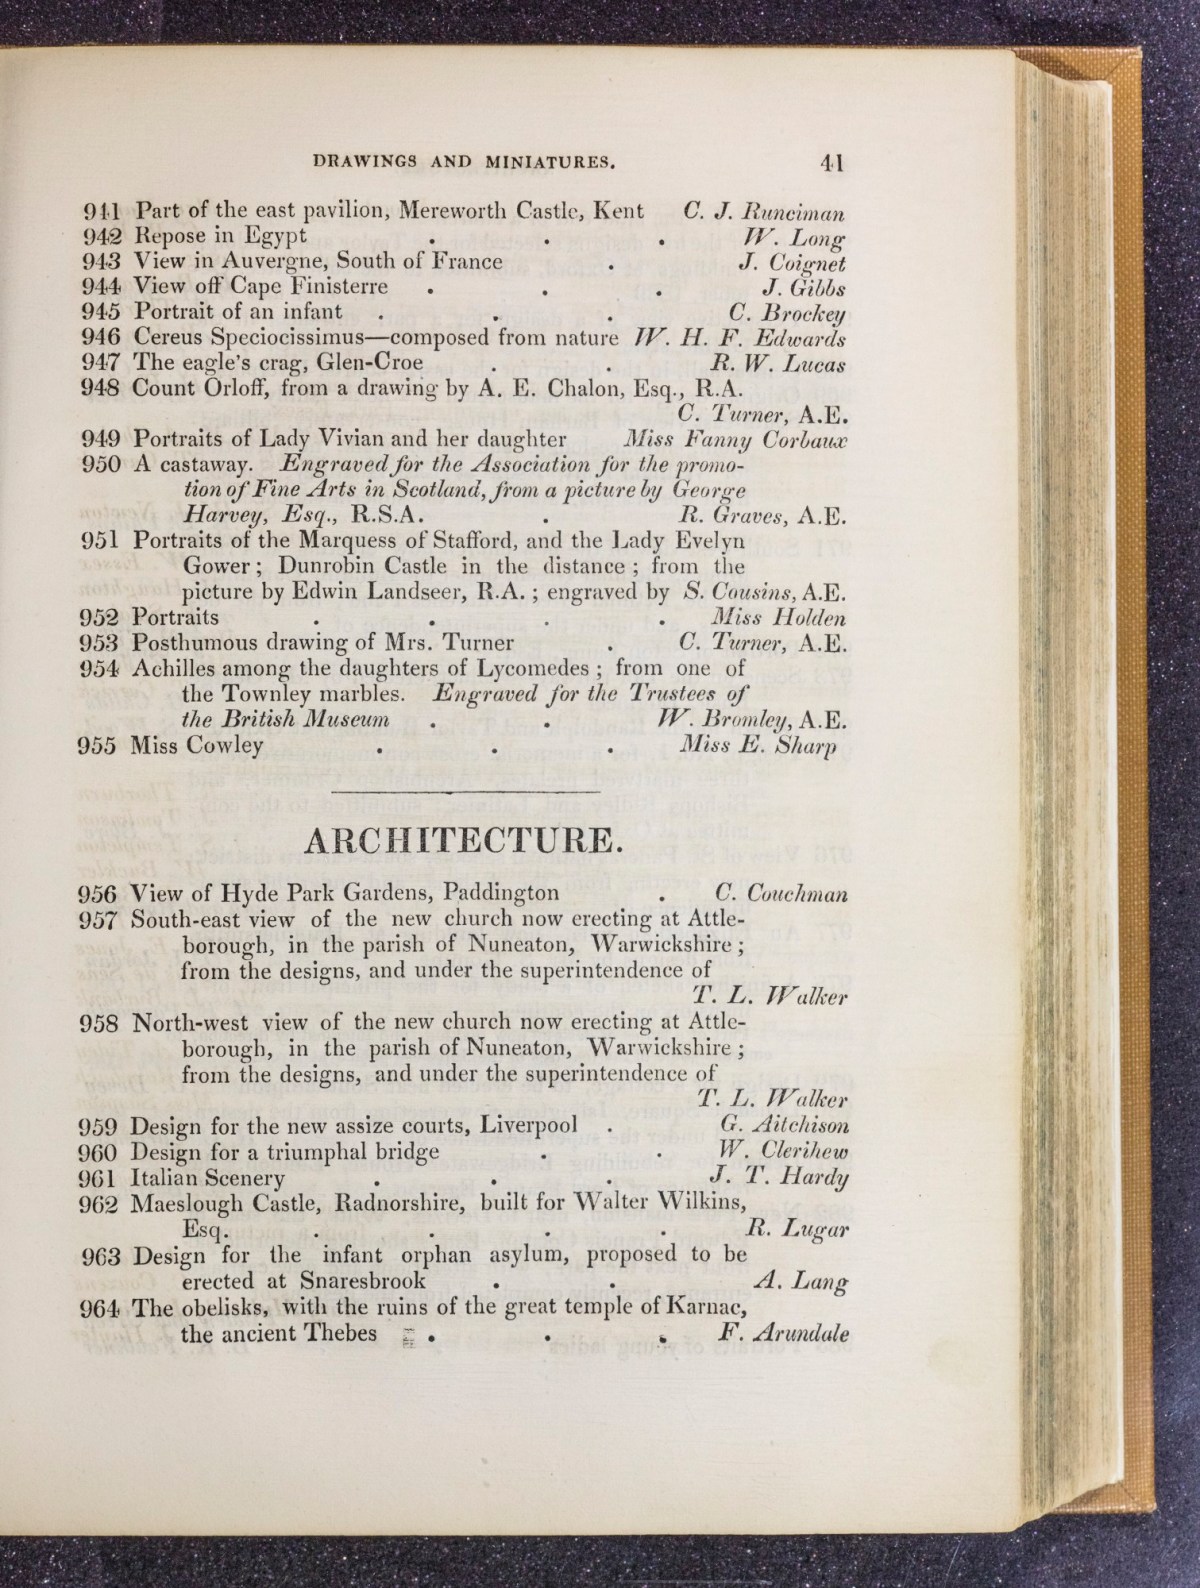 DRAWINGS AND MINIATURES. 41
941 Part of the east pavilion, Mereworth Castle, Kent C. J. Runciman
942 Repose in Egypt . . . W. Long
943 View in Auvergne, South of France . J. Coignet
944 View off Cape Finisterre . . . J. Gibbs
945 Portrait of an infant . . . C. Brockey
946 Cereus Speciocissimus—composed from nature W. H. F. Edwards
947 The eagle's crag, Glen-Croe . . R. W. Lucas
948 Count Orloff, from a drawing by A. E. Chalon, Esq., R.A.
C. Turner, A.E.
949 Portraits of Lady Vivian and her daughter Miss Fanny Corbaux
950 A castaway. Engraved for the Association for the promo-
tion of Fine Arts in Scotland, from a picture by George
Harvey, Esq., R.S.A. . R. Graves, A.E.
951 Portraits of the Marquess of Stafford, and the Lady Evelyn
Gower; Dunrobin Castle in the distance; from the
picture by Edwin Landseer, R.A.; engraved by S. Cousins, A.E.
952 Portraits . . . . Miss Holden
953 Posthumous drawing of Mrs. Turner . C. Turner, A.E.
954 Achilles among the daughters of Lycomedes; from one of
the Townley marbles. Engraved for the Trustees of
the British Museum . . W. Bromley, A.E.
955 Miss Cowley . . . Miss E. Sharp
ARCHITECTURE.
956 View of Hyde Park Gardens, Paddington . C. Couchman
957 South-east view of the new church now erecting at Attle-
borough, in the parish of Nuneaton, Warwickshire;
from the designs, and under the superintendence of
T. L. Walker
958 North-west view of the new church now erecting at Attle-
borough, in the parish of Nuneaton, Warwickshire;
from the designs, and under the superintendence of
T. L. Walker
959 Design for the new assize courts, Liverpool . G. Aitchison
960 Design for a triumphal bridge . . W. Clerihew
961 Italian Scenery . . . J. T. Hardy
962 Maeslough Castle, Radnorshire, built for Walter Wilkins,
Esq. . . . . R. Lugar
963 Design for the infant orphan asylum, proposed to be
erected at Snaresbrook . . A. Lang
964 The obelisks, with the ruins of the great temple of Karnac,
the ancient Thebes . . . F. Arundale